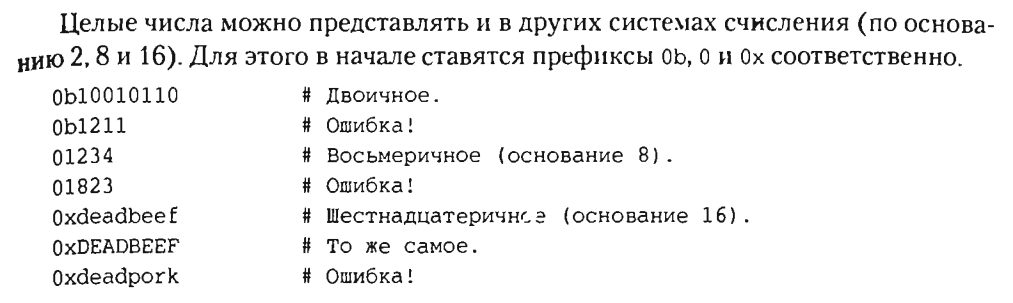 Целые числа можно представлять и в других системах счисления (по основа-
нию 2, 8 и 16). Для этого в начале ставятся префиксы 0b, 0 и 0x соответственно.
0b10010110 # Двоичное.
0b1211 # Ошибка!
01234 # Восьмеричное (основание 8).
01823 # Ошибка!
0xdeadbeef # Шестнадцатеричное (основание 16).
0xDEADBEEF # То же самое.
0xdeadpork # Ошибка!